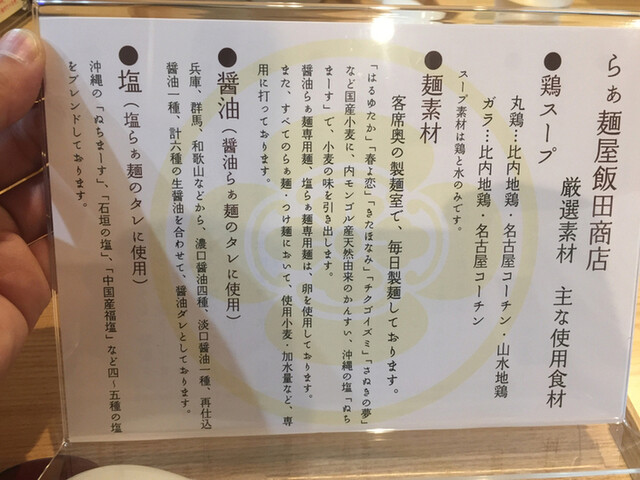 らぁ麺屋飯田商店
厳選素材 主な使用食材
●鶏スープ
丸鶏…比内地鶏・名古屋コーチン・山水地鶏
ガラ…比内地鶏・名古屋コーチン
スープ素材は鶏と水のみです。
●麺素材
客席奥の製麺室で、毎日製麺しております。
「はるゆたか」「春よ恋」「きたほなみ」「チクゴイズミ」「さぬきの夢」
など国産小麦に、内モンゴル産天然由来のかんすい、沖縄の塩「ぬち
まーす」で、小麦の味を引き出します。
醤油らぁ麺専用麺、塩らぁ麺専用麺は、卵を使用しております。
また、すべてのらぁ麺・つけ麺において、使用小麦・加水量など、専
用に打っております。
●醤油（醤油らぁ麺のタレに使用）
兵庫、群馬、和歌山などから、濃口醤油四種、淡口醤油一種、再仕込
醤油一種、計六種の生醤油を合わせて、醤油ダレとしております。
●塩（塩らぁ麺のタレに使用）
沖縄の「ぬちまーす」、「石垣の塩」、「中国産福塩」など四〜五種の塩
をブレンドしております。